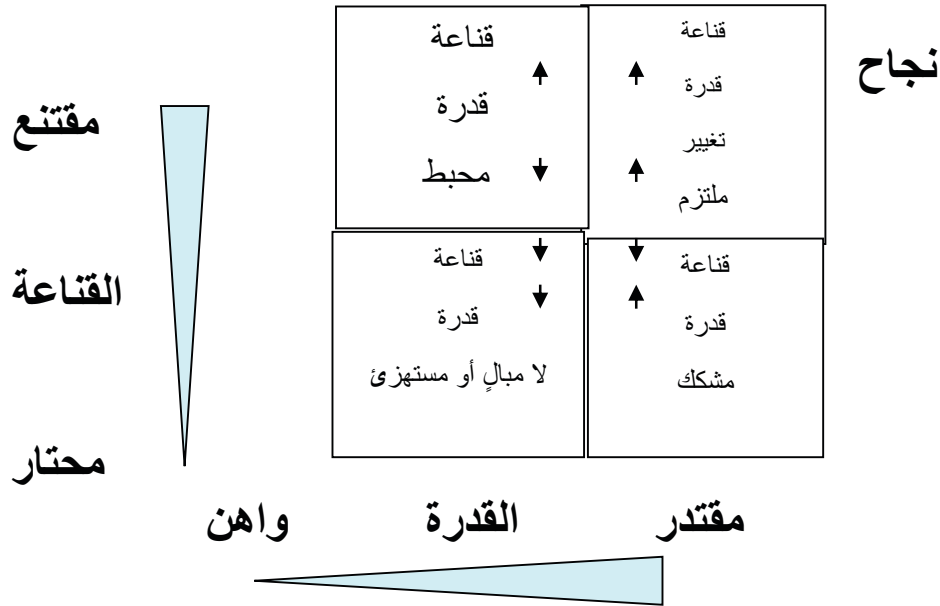 نجاح
قناعة
قدرة
تغيير
ملتزم
قناعة
قدرة
محبط
مقتنع
قناعة
قدرة
مشكك
قناعة
قدرة
لا مبالٍ أو مستهزئ
القناعة
محتار
مقتدر
القدرة
واهن